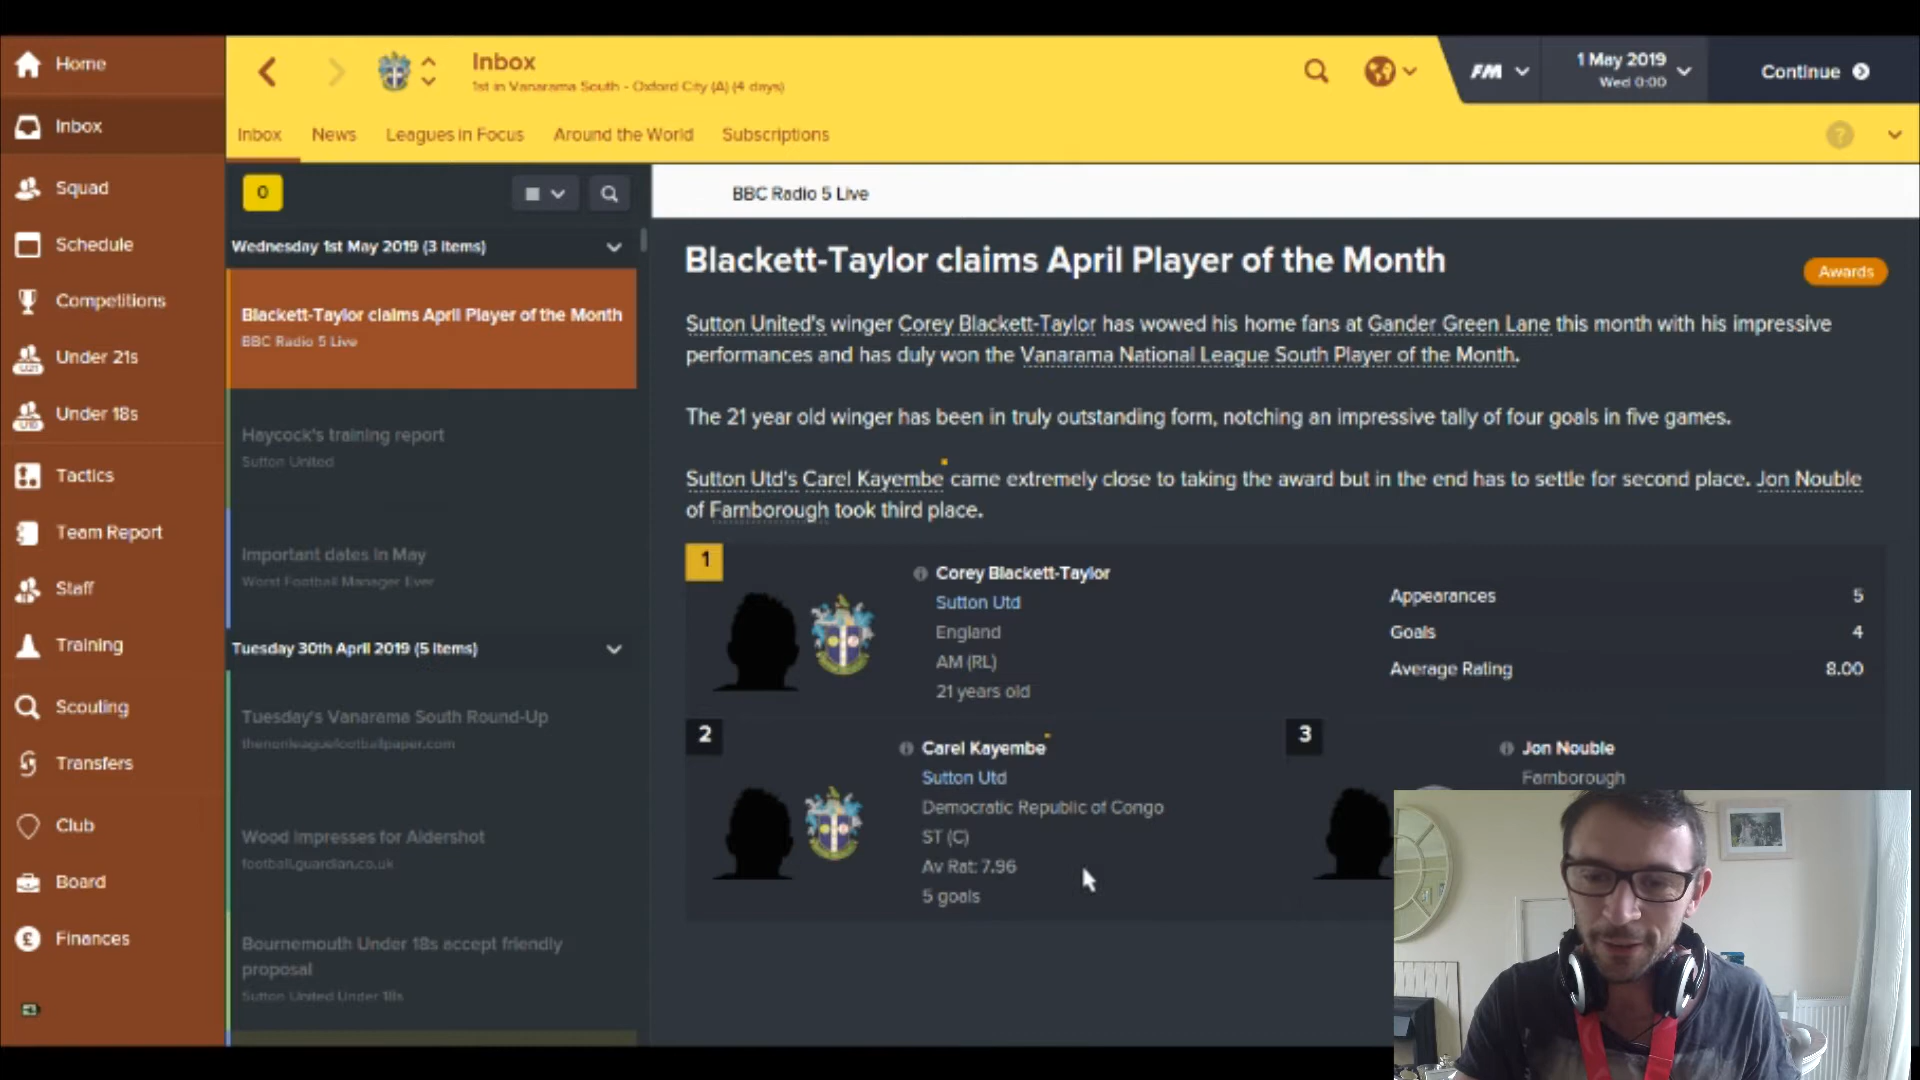 Home
Inbox
Squad
Schedule
Competitions
Under 21s
Under 18s
Tactics
Team Report
Staff
Training
Scouting
Transfers
Club
Board
Finances
Inbox
1st in Vanarama South - Oxford City (A) (4 days)
FM
1 May 2019
Wed 0:00
Continue
Inbox News Leagues in Focus Around the World Subscriptions
0
Wednesday 1st May 2019 (3 items)
Blackett-Taylor claims April Player of the Month
BBC Radio 5 Live
Haycock's training report
Sutton United
Important dates in May
Worst Football Manager Ever
Tuesday 30th April 2019 (5 items)
Tuesday's Vanarama South Round-Up
thenonleaguefootballpaper.com
Wood impresses for Aldershot
football.guardian.co.uk
Bournemouth Under 18s accept friendly
proposal
Sutton United Under 18s
BBC Radio 5 Live
Blackett-Taylor claims April Player of the Month
Awards
Sutton United's winger Corey Blackett-Taylor has wowed his home fans at Gander Green Lane this month with his impressive
performances and has duly won the Vanarama National League South Player of the Month.
The 21 year old winger has been in truly outstanding form, notching an impressive tally of four goals in five games.
Sutton Utd's Carel Kayembe came extremely close to taking the award but in the end has to settle for second place. Jon Nouble
of Farnborough took third place.
1
Corey Blackett-Taylor
Sutton Utd
England
AM (RL)
21 years old
Appearances 5
Goals 4
Average Rating 8.00
2
Carel Kayembe
Sutton Utd
Democratic Republic of Congo
ST (C)
Av Rat: 7.96
5 goals
3
Jon Nouble
Farnborough